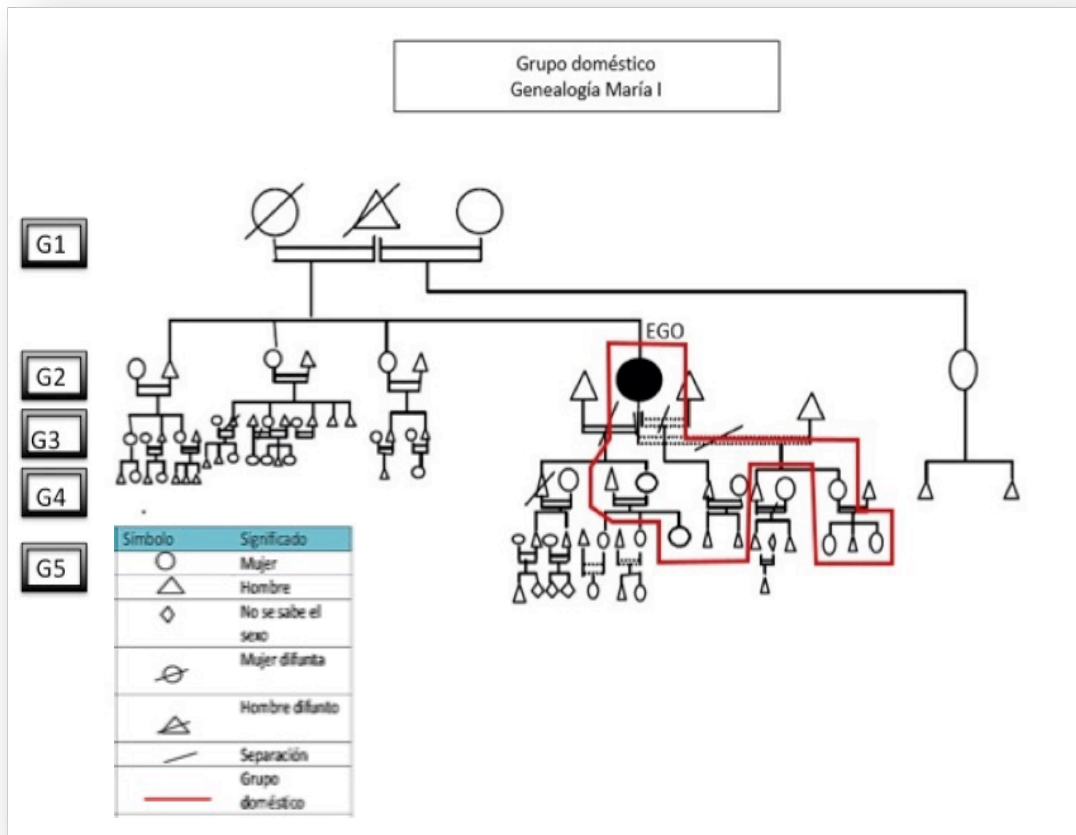 Grupo doméstico
Genealogía María I
G1
EGO
G2
G3
G4
Símbolo Significado
Mujer
G5
Hombre
No se sabe el
sexo
Mujer difunta
Hombre difunto
Separación
Grupo
doméstico